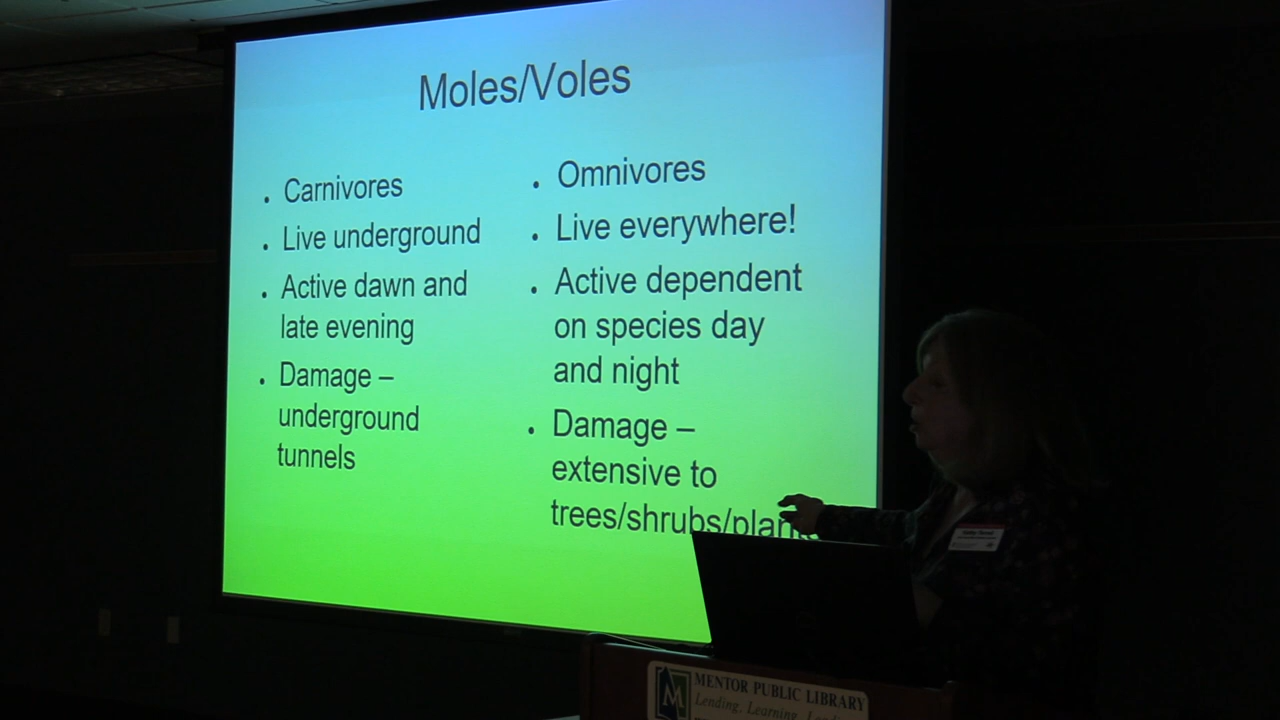 Moles/Voles
. Carnivores
. Live underground
. Active dawn and
late evening
. Damage –
underground
tunnels
. Omnivores
. Live everywhere!
. Active dependent
on species day
and night
. Damage –
extensive to
trees/shrubs/plants
M
MENTOR PUBLIC LIBRARY
Lending. Learning.